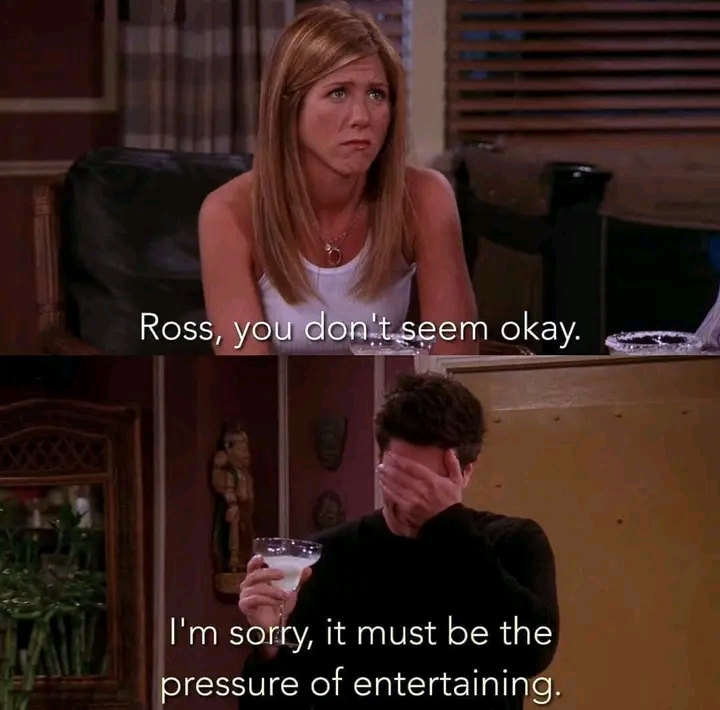 Ross, you don't seem okay.
I'm sorry, it must be the
pressure of entertaining.